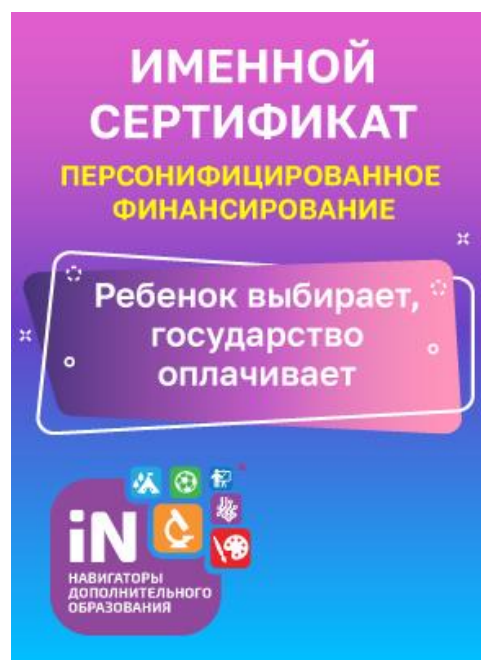 ИМЕННОЙ
СЕРТИФИКАТ
ПЕРСОНИФИЦИРОВАННОЕ
ФИНАНСИРОВАНИЕ
Ребенок выбирает,
государство
оплачивает
iN
НАВИГАТОРЫ
ДОПОЛНИТЕЛЬНОГО
ОБРАЗОВАНИЯ